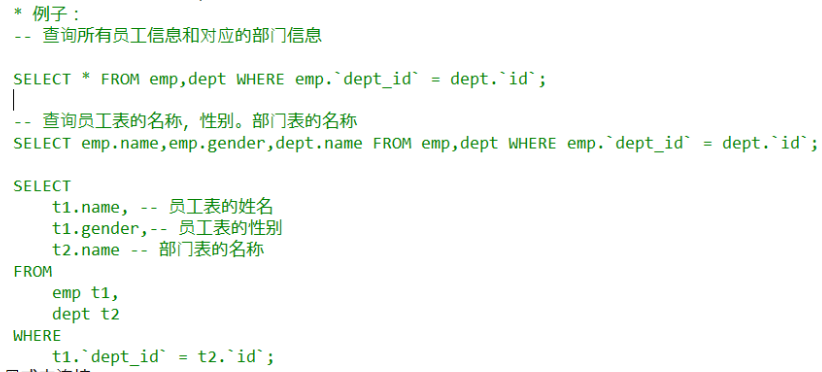 * 例子：
-- 查询所有员工信息和对应的部门信息
SELECT * FROM emp,dept WHERE emp.`dept_id` = dept.`id`;
-- 查询员工表的名称，性别。部门表的名称
SELECT emp.name,emp.gender,dept.name FROM emp,dept WHERE emp.`dept_id` = dept.`id`;
SELECT
t1.name, -- 员工表的姓名
t1.gender,-- 员工表的性别
t2.name -- 部门表的名称
FROM
emp t1,
dept t2
WHERE
t1.`dept_id` = t2.`id`;